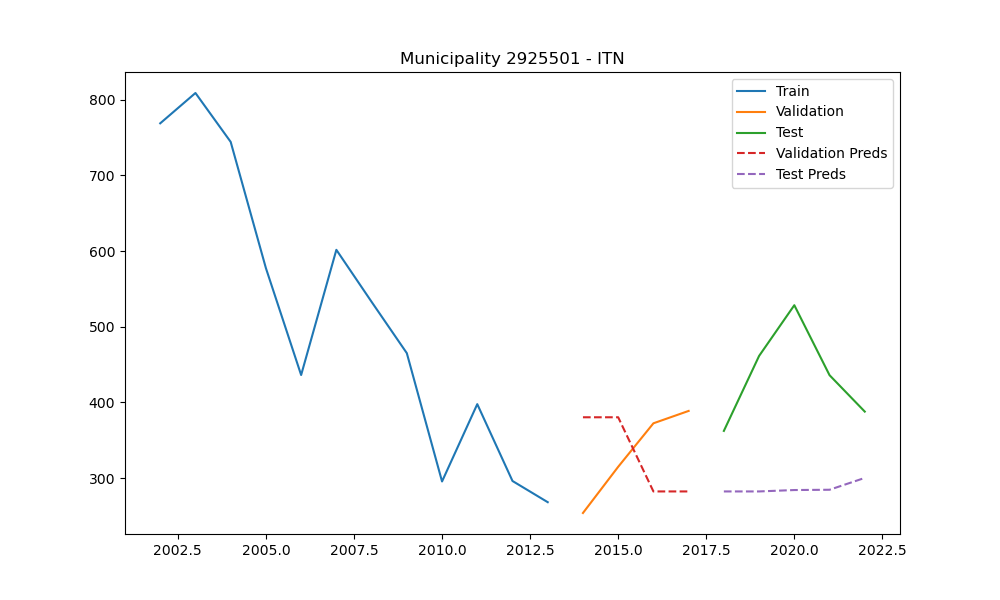 Municipality 2925501 - ITN
Train
Validation
Test
Validation Preds
Test Preds
800
700
600
500
400
300
2002.5 2005.0 2007.5 2010.0 2012.5 2015.0 2017.5 2020.0 2022.5